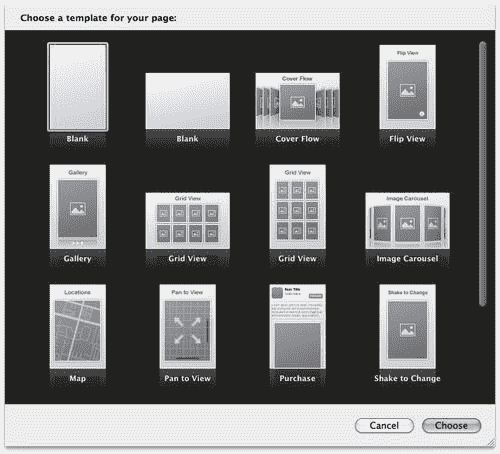 Choose a template for your page:
Cover Flow
Flip View
Blank
Blank
Cover Flow
Flip View
Gallery
Grid View
Grid View
Image Carousel
Gallery
Grid View
Grid View
Image Carousel
Locations
Pan to View
Shake to Change
Map
Pan to View
Purchase
Shake to Change
Cancel
Choose